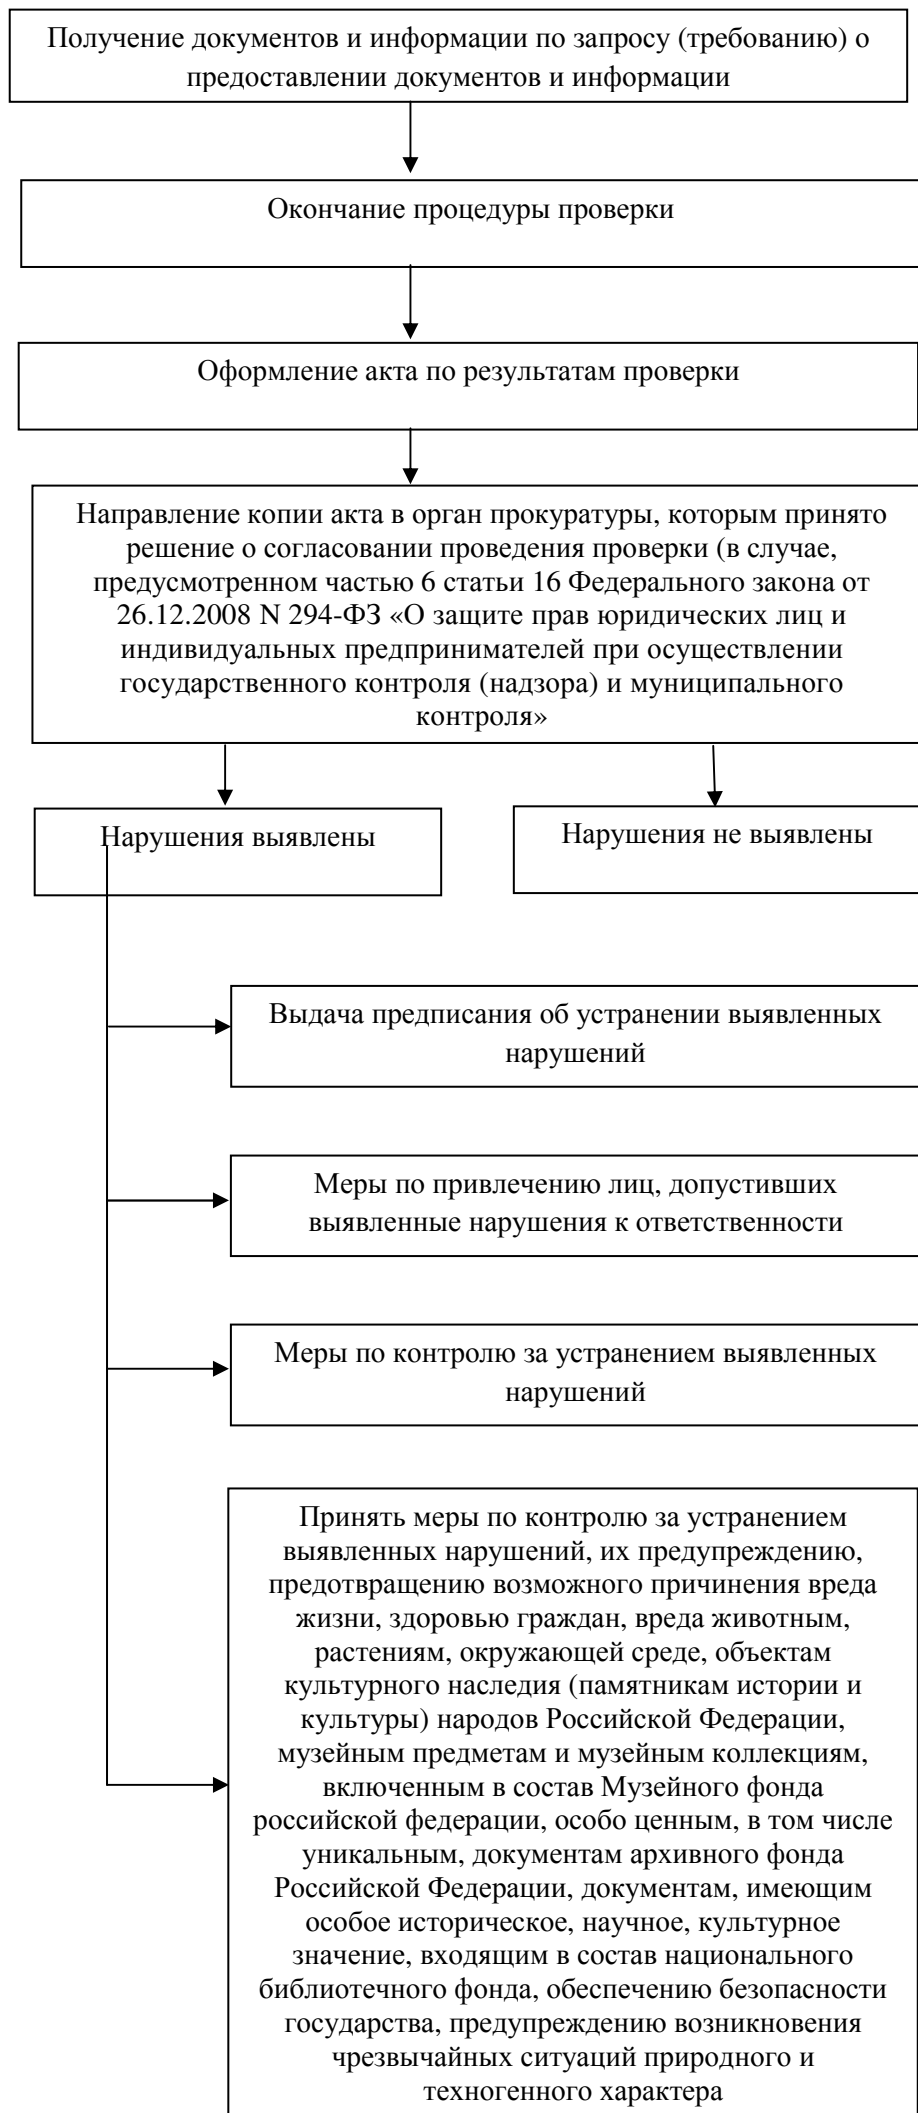 Получение документов и информации по запросу (требованию) о
предоставлении документов и информации
Окончание процедуры проверки
Оформление акта по результатам проверки
Направление копии акта в орган прокуратуры, которым принято
решение о согласовании проведения проверки (в случае,
предусмотренном частью 6 статьи 16 Федерального закона от
26.12.2008 N 294-ФЗ «О защите прав юридических лиц и
индивидуальных предпринимателей при осуществлении
государственного контроля (надзора) и муниципального
контроля»
Нарушения выявлены
Нарушения не выявлены
Выдача предписания об устранении выявленных
нарушений
Меры по привлечению лиц, допустивших
выявленные нарушения к ответственности
Меры по контролю за устранением выявленных
нарушений
Принять меры по контролю за устранением
выявленных нарушений, их предупреждению,
предотвращению возможного причинения вреда
жизни, здоровью граждан, вреда животным,
растениям, окружающей среде, объектам
культурного наследия (памятникам истории и
культуры) народов Российской Федерации,
музейным предметам и музейным коллекциям,
включенным в состав Музейного фонда
российской федерации, особо ценным, в том числе
уникальным, документам архивного фонда
Российской Федерации, документам, имеющим
особое историческое, научное, культурное
значение, входящим в состав национального
библиотечного фонда, обеспечению безопасности
государства, предупреждению возникновения
чрезвычайных ситуаций природного и
техногенного характера